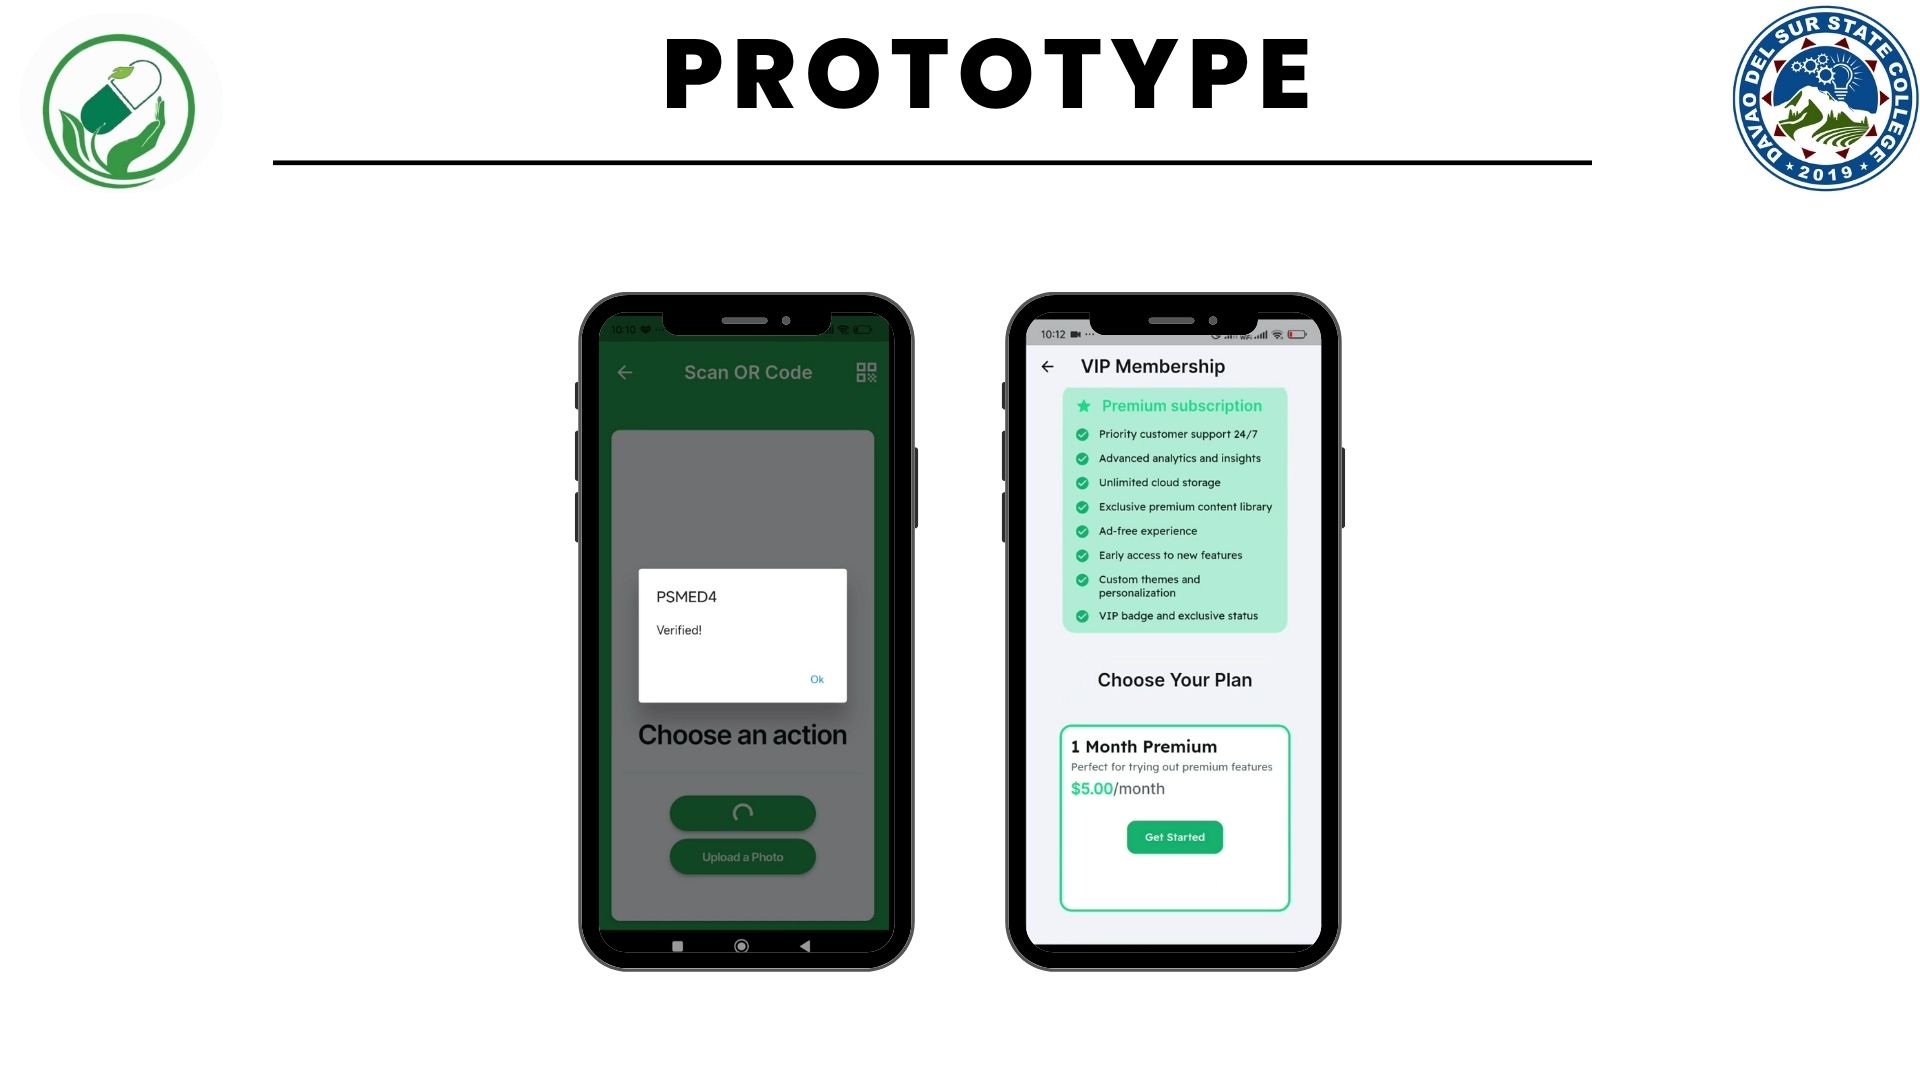 PROTOTYPE
DAVAO DEL SUR STATE COLLEGE
2019
10:10
Scan OR Code
PSMED4
Verified!
Ok
Choose an action
Upload a Photo
10:12
VIP Membership
Premium subscription
Priority customer support 24/7
Advanced analytics and insights
Unlimited cloud storage
Exclusive premium content library
Ad-free experience
Early access to new features
Custom themes and
personalization
VIP badge and exclusive status
Choose Your Plan
1 Month Premium
Perfect for trying out premium features
$5.00/month
Get Started